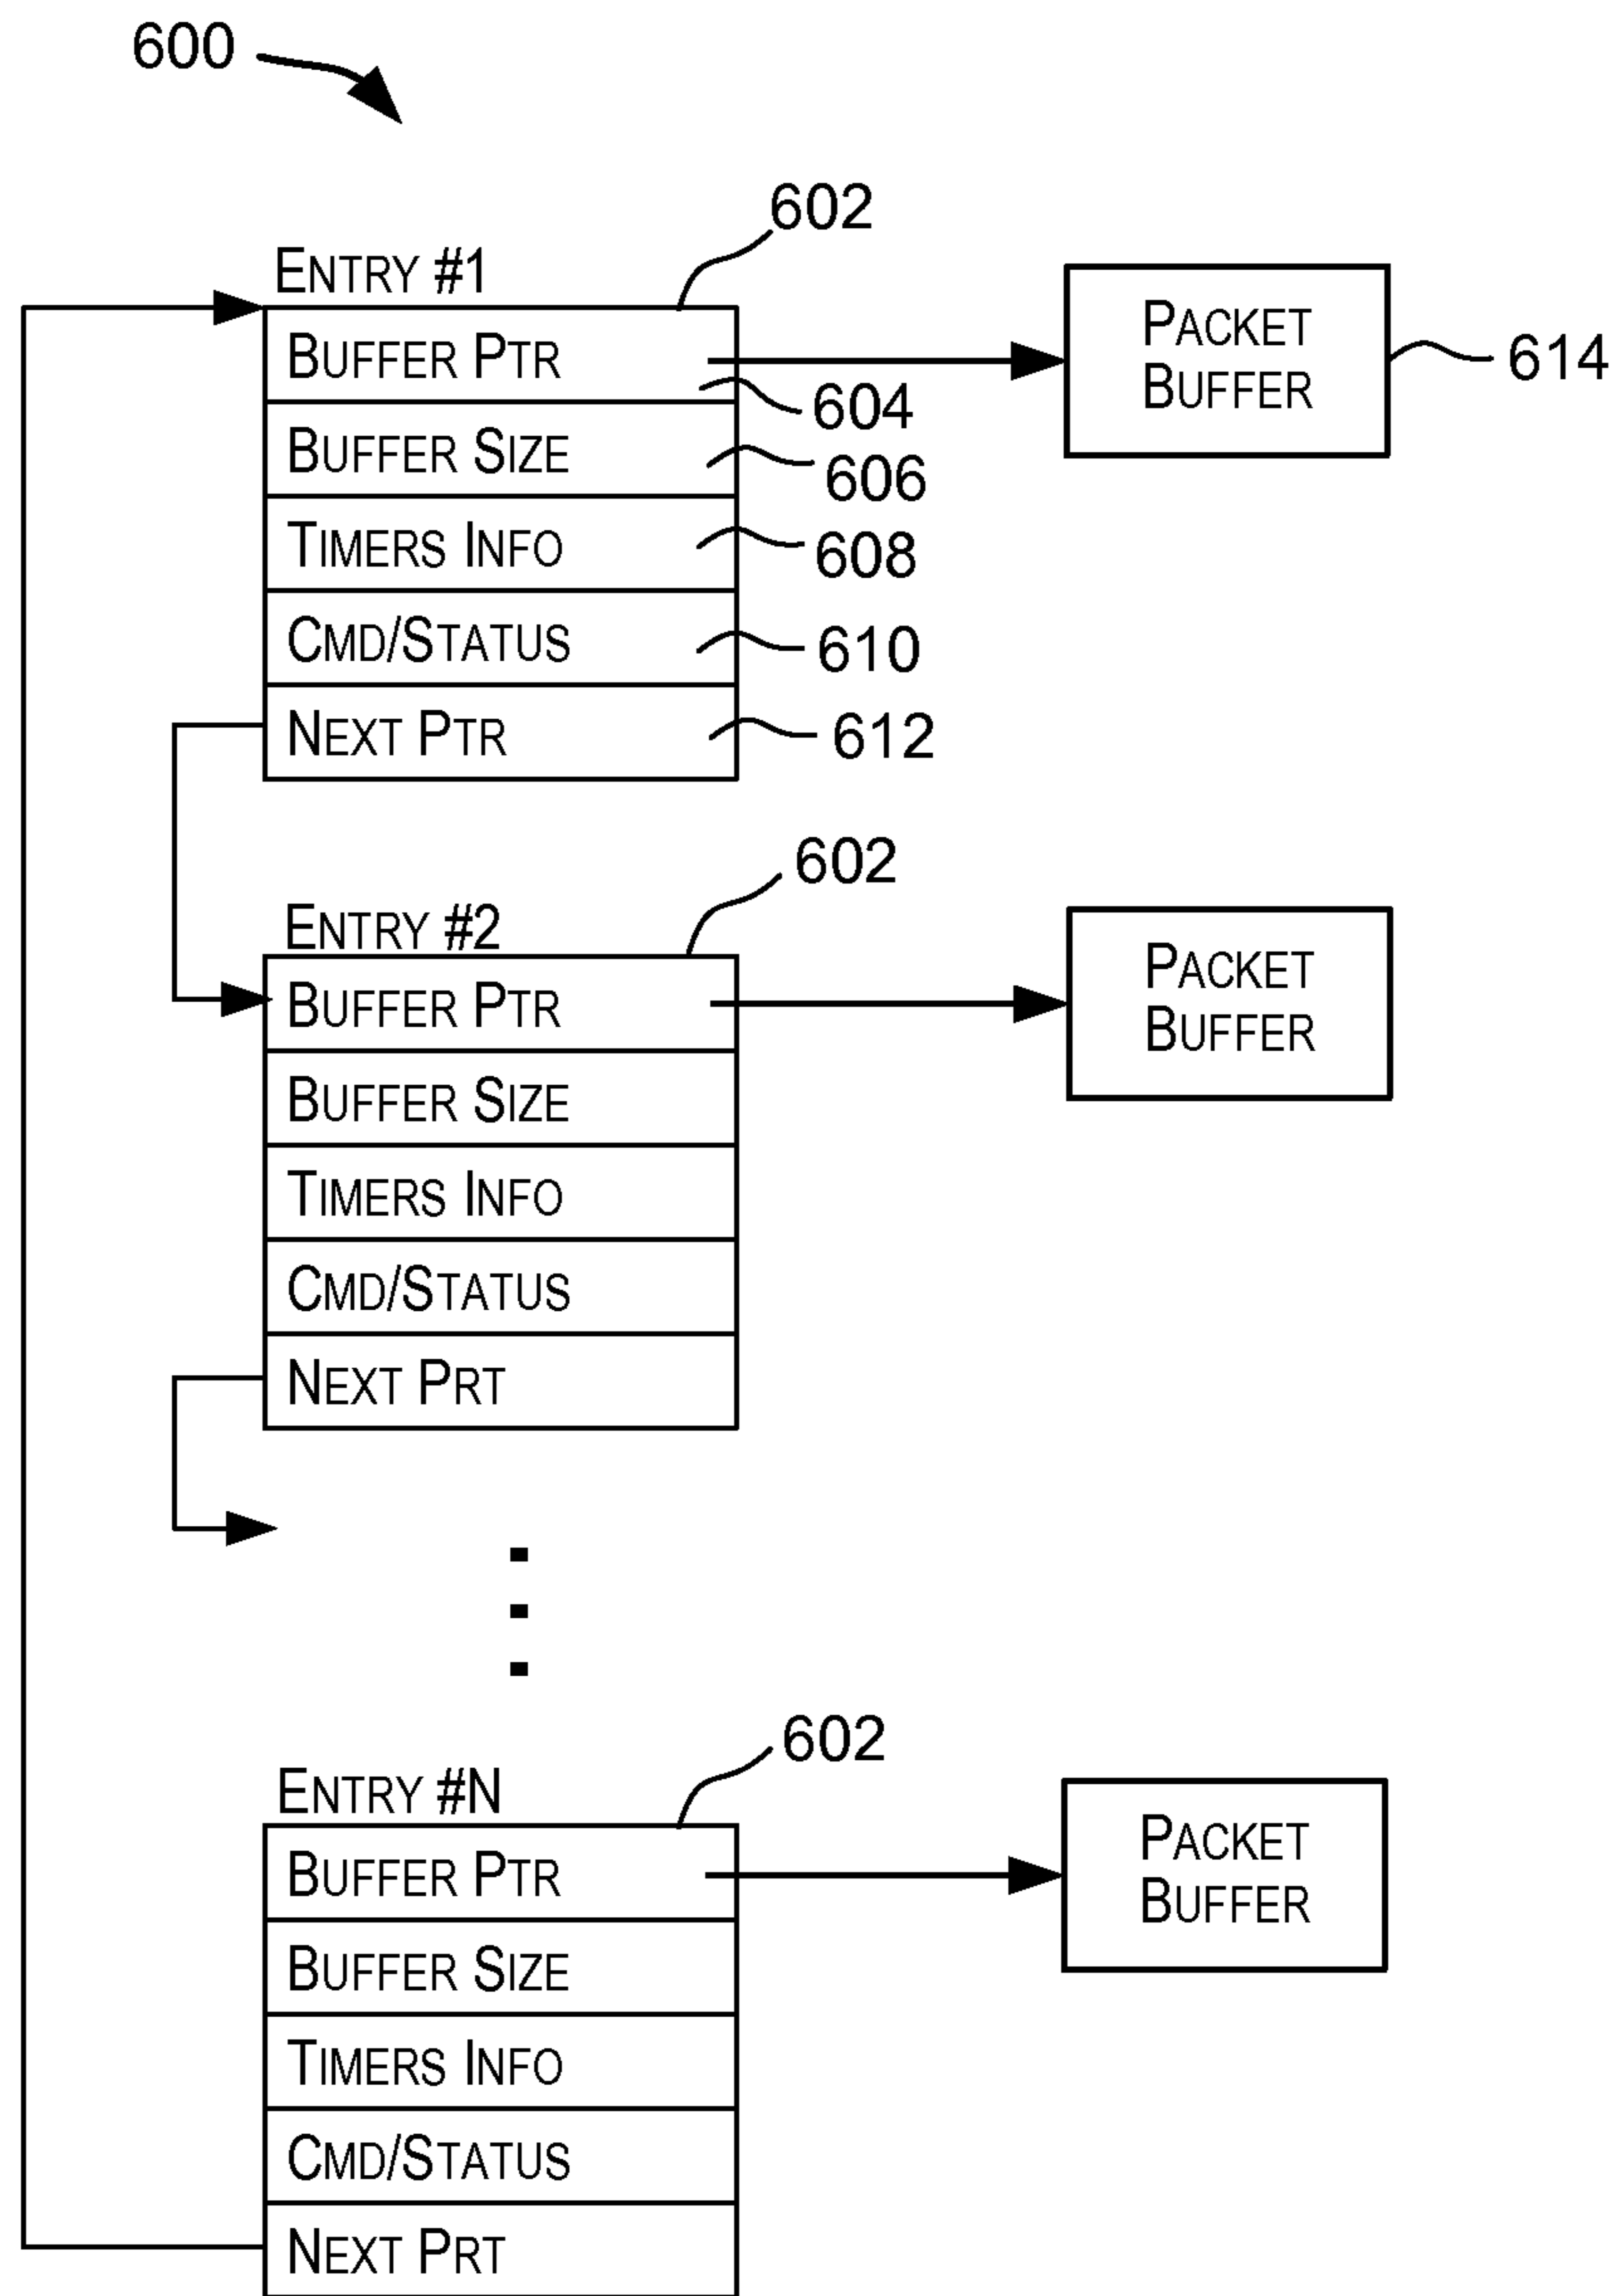 600
602
ENTRY #1
BUFFER PTR
604
BUFFER SIZE
606
TIMERS INFO
608
CMD/STATUS
610
NEXT PTR
612
PACKET
BUFFER
614
602
ENTRY #2
BUFFER PTR
BUFFER SIZE
TIMERS INFO
CMD/STATUS
NEXT PRT
PACKET
BUFFER
602
ENTRY #N
BUFFER PTR
BUFFER SIZE
TIMERS INFO
CMD/STATUS
NEXT PRT
PACKET
BUFFER